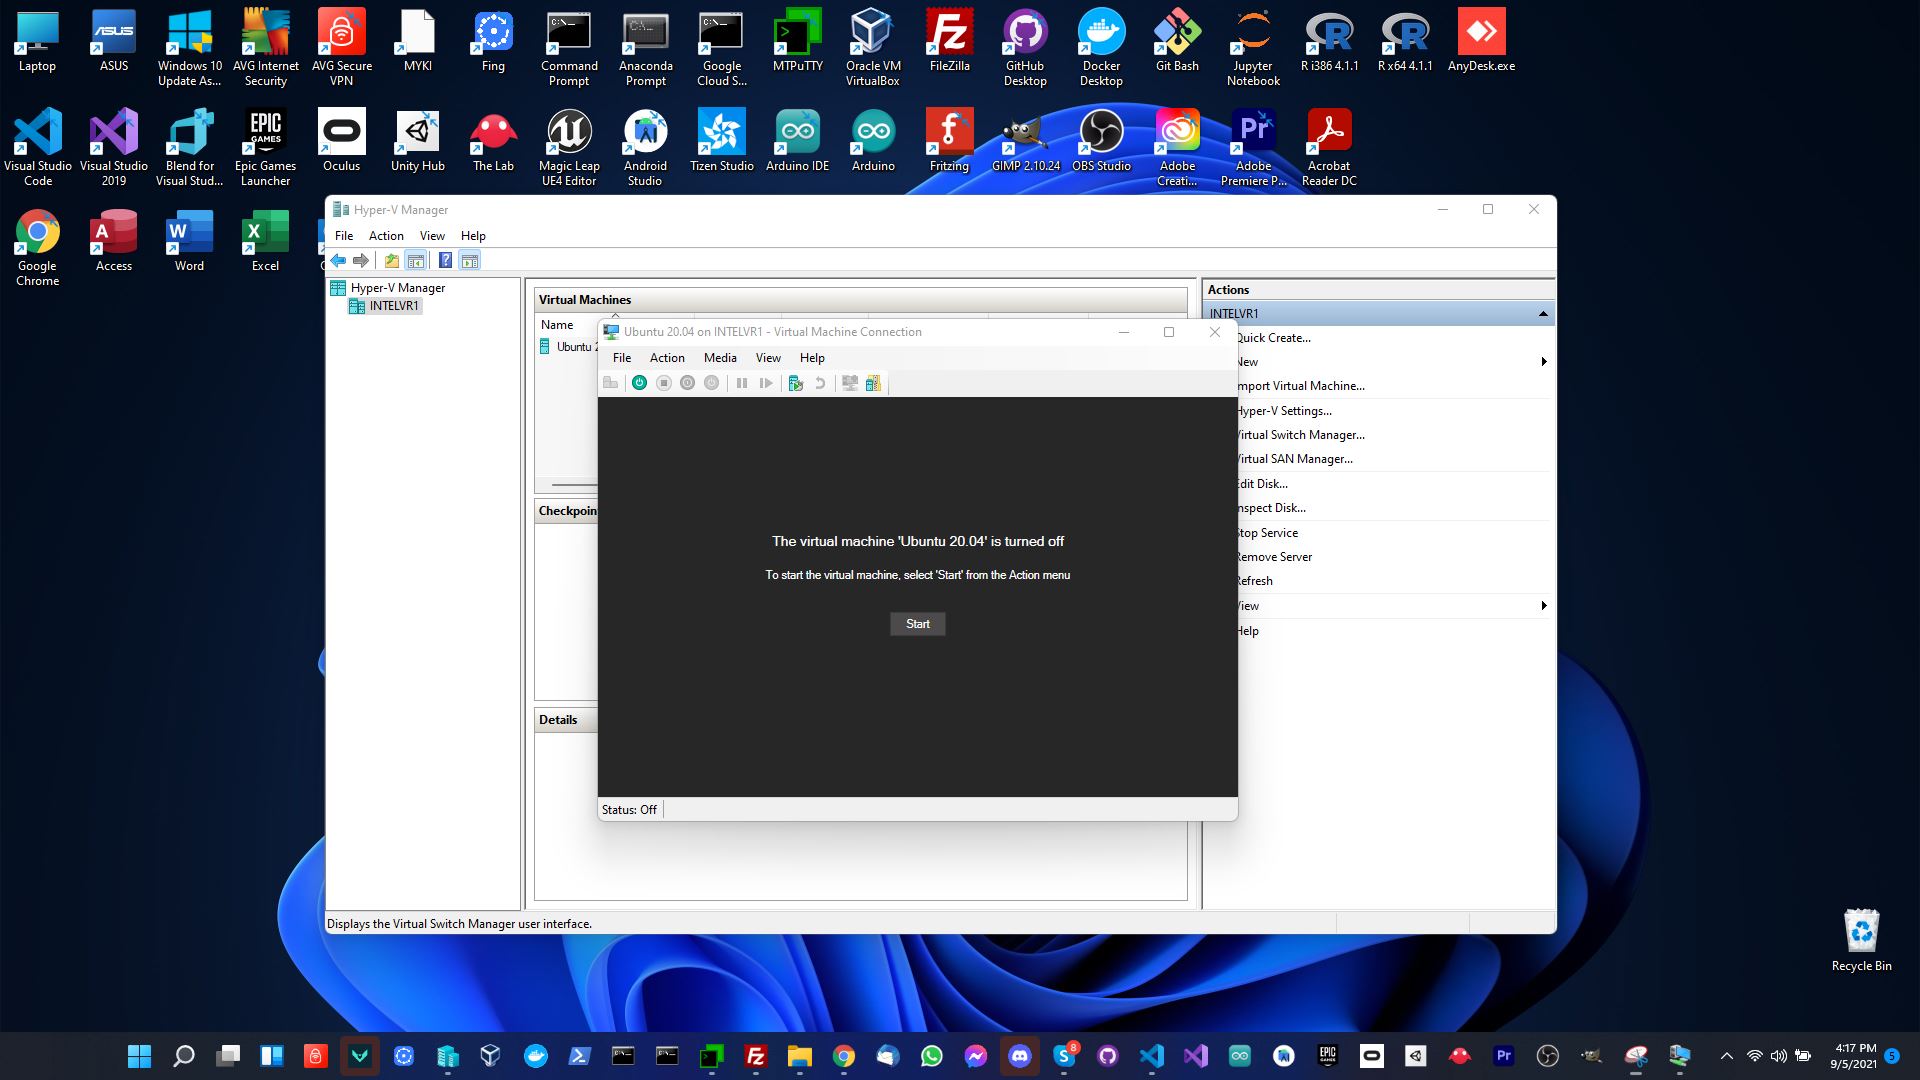 Laptop
ASUS
Windows 10
Update As...
AVG Internet
Security
AVG Secure
VPN
MYKI
Fing
Command
Prompt
Anaconda
Prompt
Google
Cloud S...
MTPuTTY
Oracle VM
VirtualBox
FileZilla
GitHub
Desktop
Docker
Desktop
Git Bash
Jupyter
Notebook
R i386 4.1.1
R x64 4.1.1
AnyDesk.exe
Visual Studio
Code
Visual Studio
2019
Blend for
Visual Stud...
Epic Games
Launcher
Oculus
Unity Hub
The Lab
Magic Leap
UE4 Editor
Android
Studio
Tizen Studio
Arduino IDE
Arduino
Fritzing
GIMP 2.10.24
OBS Studio
Adobe
Creati...
Adobe
Premiere P...
Acrobat
Reader DC
Google
Chrome
Access
Word
Excel
Hyper-V Manager
File Action View Help
Hyper-V Manager
INTELVR1
Virtual Machines
Name
Ubuntu 2
Checkpoin
Details
Ubuntu 20.04 on INTELVR1 - Virtual Machine Connection
File Action Media View Help
The virtual machine 'Ubuntu 20.04' is turned off
To start the virtual machine, select 'Start' from the Action menu
Start
Status: Off
Actions
INTELVR1
Quick Create...
New
mport Virtual Machine...
Hyper-V Settings...
Virtual Switch Manager...
Virtual SAN Manager...
Edit Disk...
nspect Disk...
Stop Service
Remove Server
Refresh
View
Help
Displays the Virtual Switch Manager user interface.
Recycle Bin
4:17 PM
9/5/2021
5